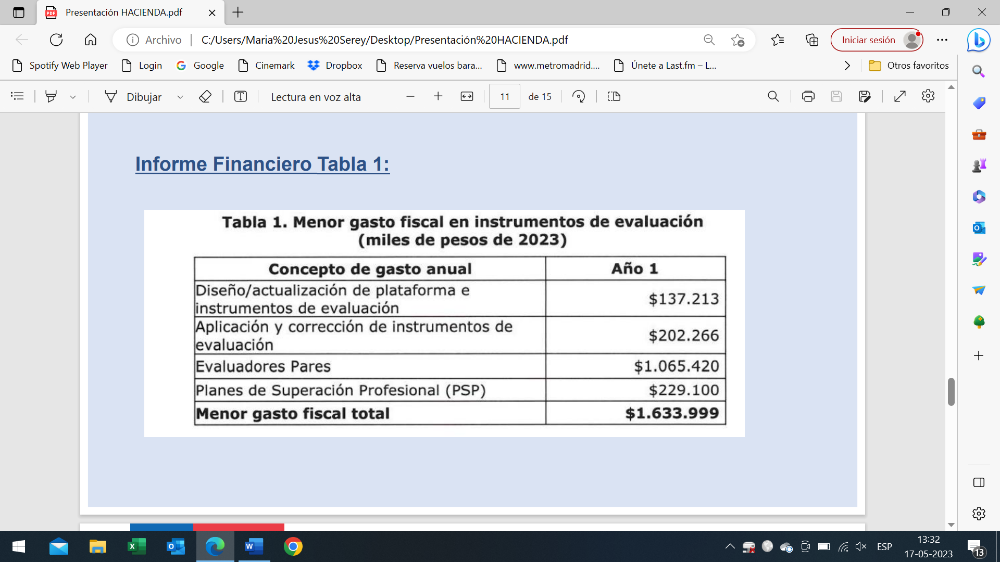 Presentación HACIENDA.pdf
Archivo
C:/Users/Maria%20Jesus%20Serey/Desktop/Presentación%20HACIENDA.pdf
Iniciar sesión
Spotify Web Player
Login
Google
Cinemark
Dropbox
Reserva vuelos bara...
www.metromadrid....
Únete a Last.fm – L...
Otros favoritos
Dibujar
Lectura en voz alta
11
de 15
Informe Financiero Tabla 1:
Tabla 1. Menor gasto fiscal en instrumentos de evaluación
(miles de pesos de 2023)
Concepto de gasto anual
Año 1
Diseño/actualización de plataforma e
instrumentos de evaluación
$137.213
Aplicación y corrección de instrumentos de
evaluación
$202.266
Evaluadores Pares
$1.065.420
Planes de Superación Profesional (PSP)
$229.100
Menor gasto fiscal total
$1.633.999
ESP
13:32
17-05-2023
13